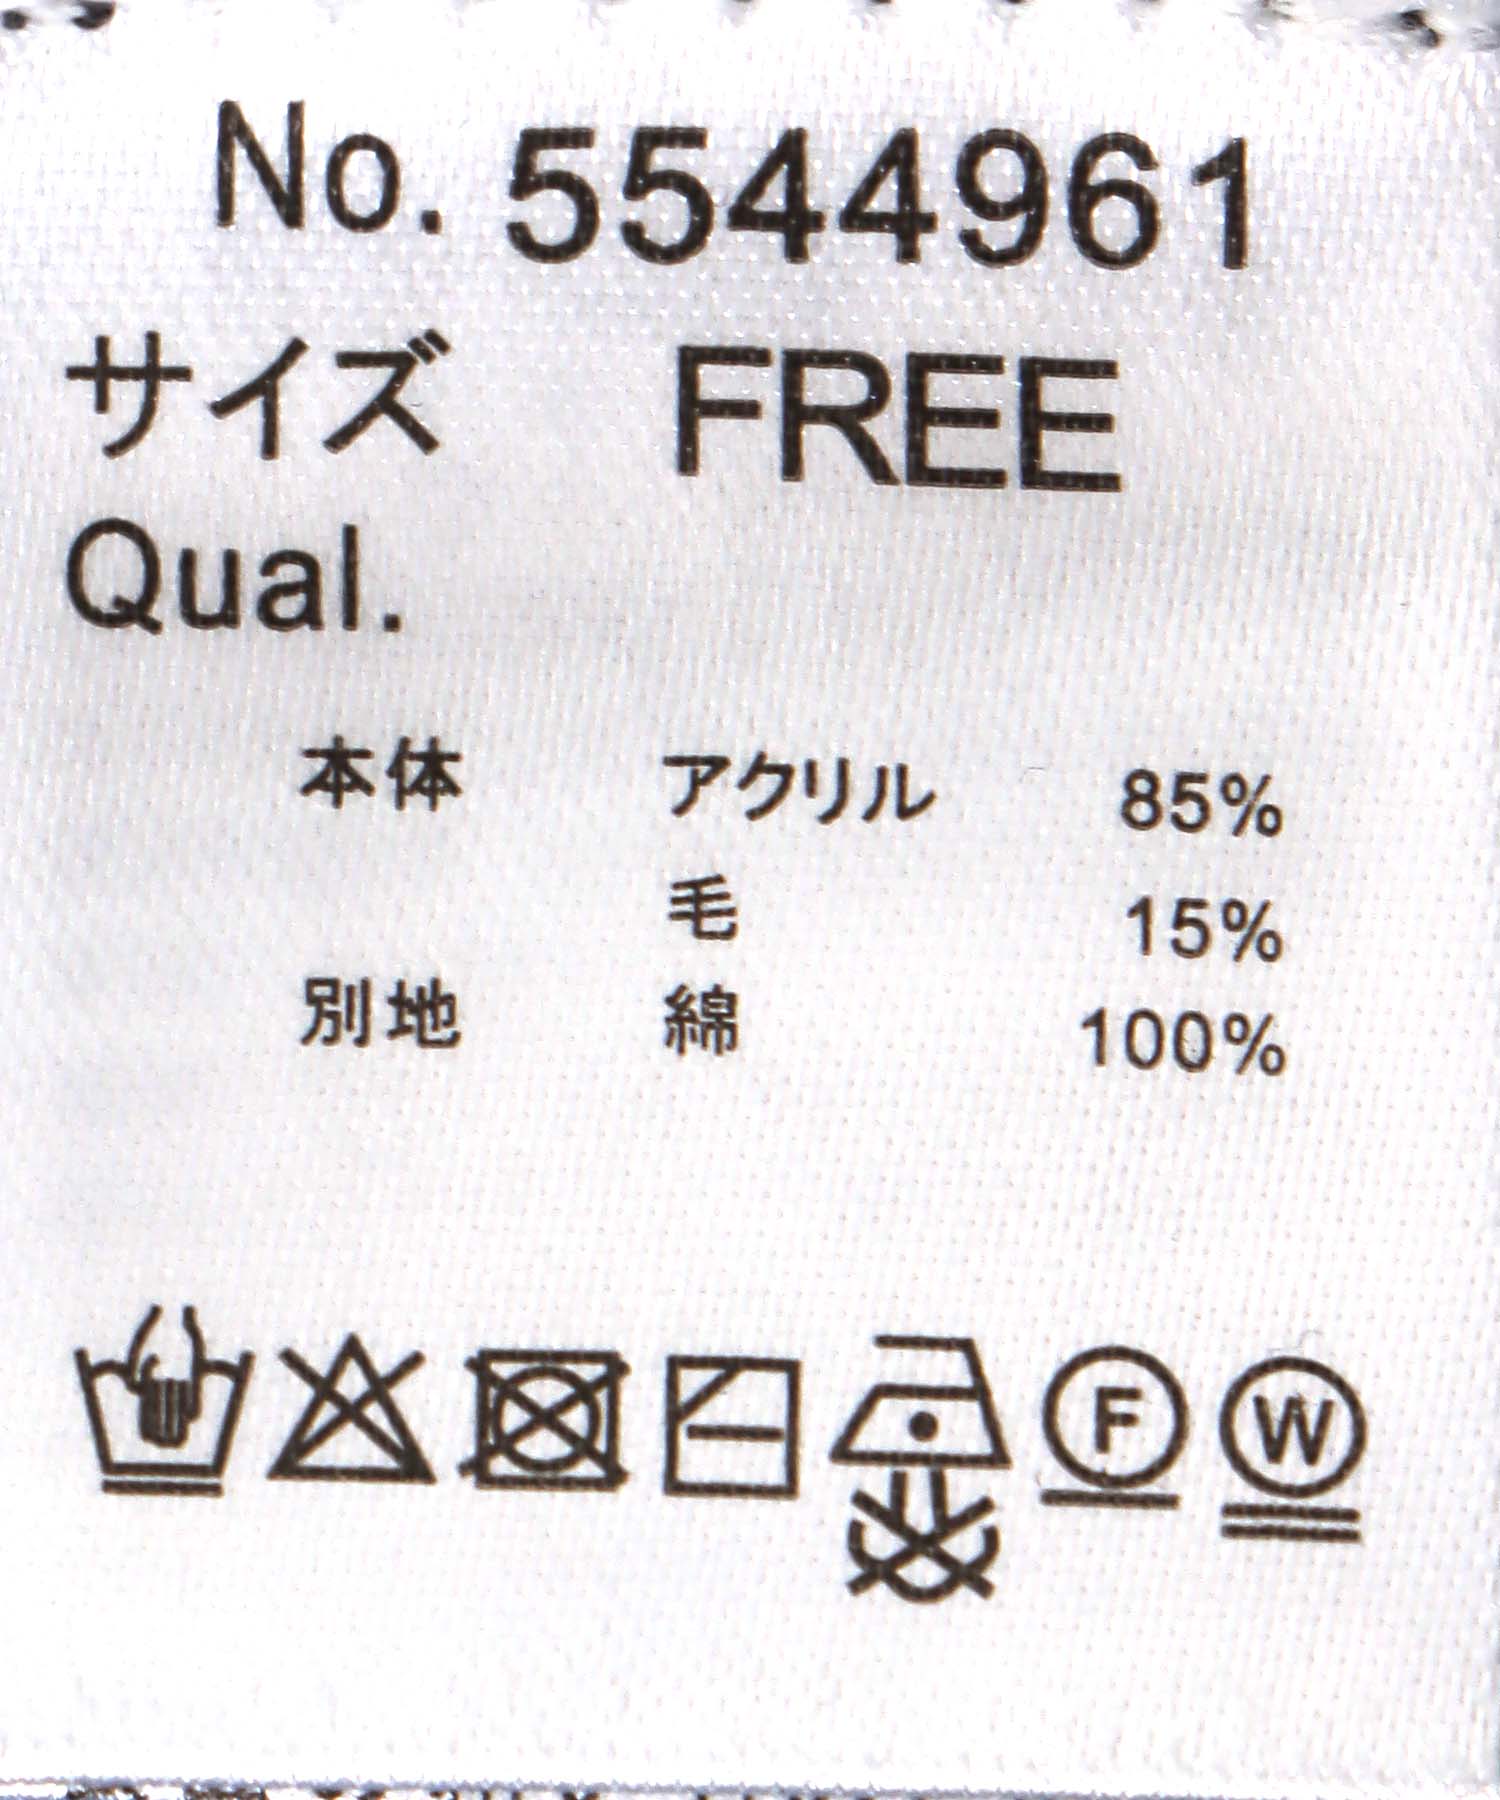 No. 5544961
サイズ FREE
Qual.
本体 アクリル 85%
毛 15%
別地 綿 100%
F W